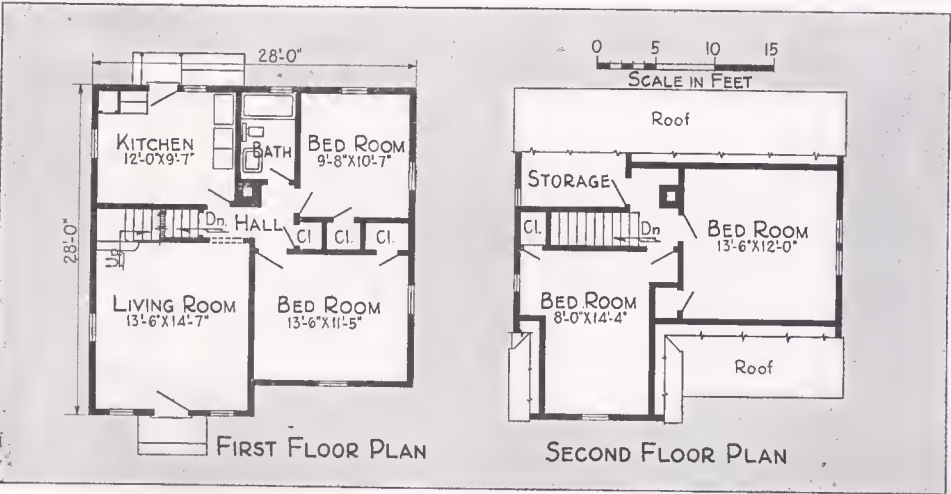 28'-0"
28'-0"
KITCHEN
12'-0"X9'-7"
BATH
BED ROOM
9'-8"X10'-7"
Dn.
HALL
Cl.
Cl.
Cl.
Up
LIVING ROOM
13'-6"X14'-7"
BED ROOM
13'-6"X11'-5"
FIRST FLOOR PLAN
0 5 10 15
SCALE IN FEET
Roof
STORAGE
Cl.
Dn
BED ROOM
13'-6"X12'-0"
BED ROOM
8'-0"X14'-4"
Roof
SECOND FLOOR PLAN